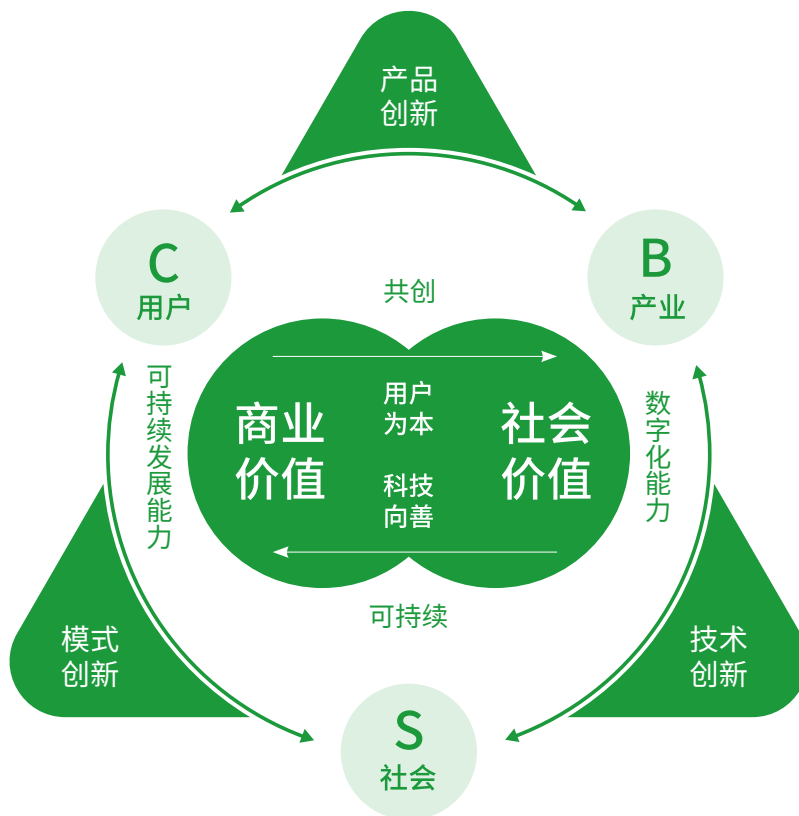 产品
创新
C
用户
B
产业
共创
商业
价值
用户
为本
科技
向善
社会
价值
可持续发展能力
数字化能力
可持续
模式
创新
技术
创新
S
社会